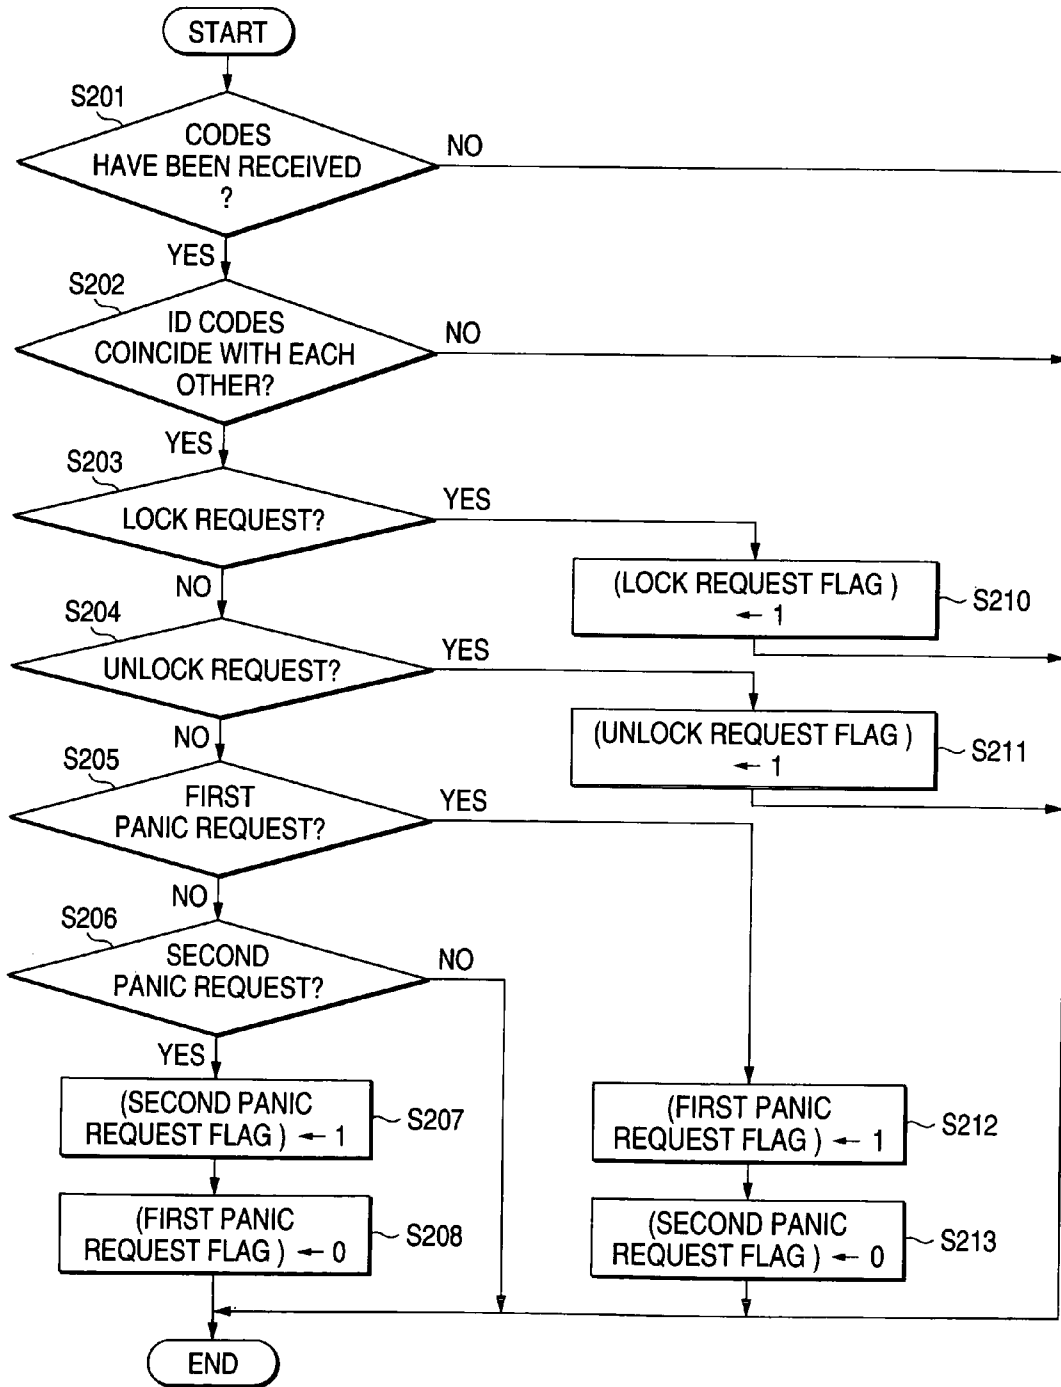 START
S201
CODES
HAVE BEEN RECEIVED
?
NO
YES
S202
ID CODES
COINCIDE WITH EACH
OTHER?
NO
YES
S203
LOCK REQUEST?
YES
NO
(LOCK REQUEST FLAG )
← 1
S210
S204
UNLOCK REQUEST?
YES
NO
(UNLOCK REQUEST FLAG )
← 1
S211
S205
FIRST
PANIC REQUEST?
YES
NO
S206
SECOND
PANIC REQUEST?
NO
YES
(SECOND PANIC
REQUEST FLAG ) ← 1
S207
(FIRST PANIC
REQUEST FLAG ) ← 1
S212
(FIRST PANIC
REQUEST FLAG ) ← 0
S208
(SECOND PANIC
REQUEST FLAG ) ← 0
S213
END